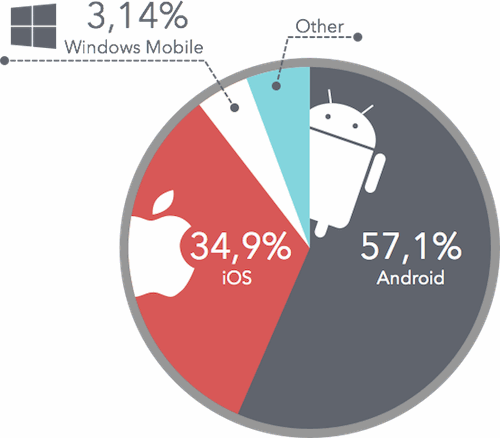 3,14%
Windows Mobile
Other
34,9%
iOS
57,1%
Android